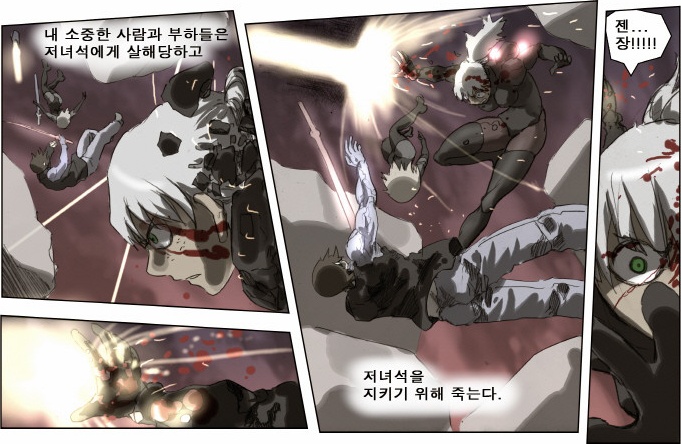 내 소중한 사람과 부하들은
저녀석에게 살해당하고
저녀석을
지키기 위해 죽는다.
젠...
장!!!!!